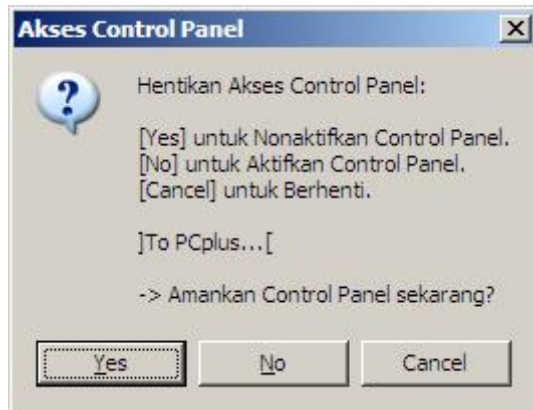 Akses Control Panel
Hentikan Akses Control Panel:
[Yes] untuk Nonaktifkan Control Panel.
[No] untuk Aktifkan Control Panel.
[Cancel] untuk Berhenti.
]To PCplus...[
-> Amankan Control Panel sekarang?
Yes No Cancel